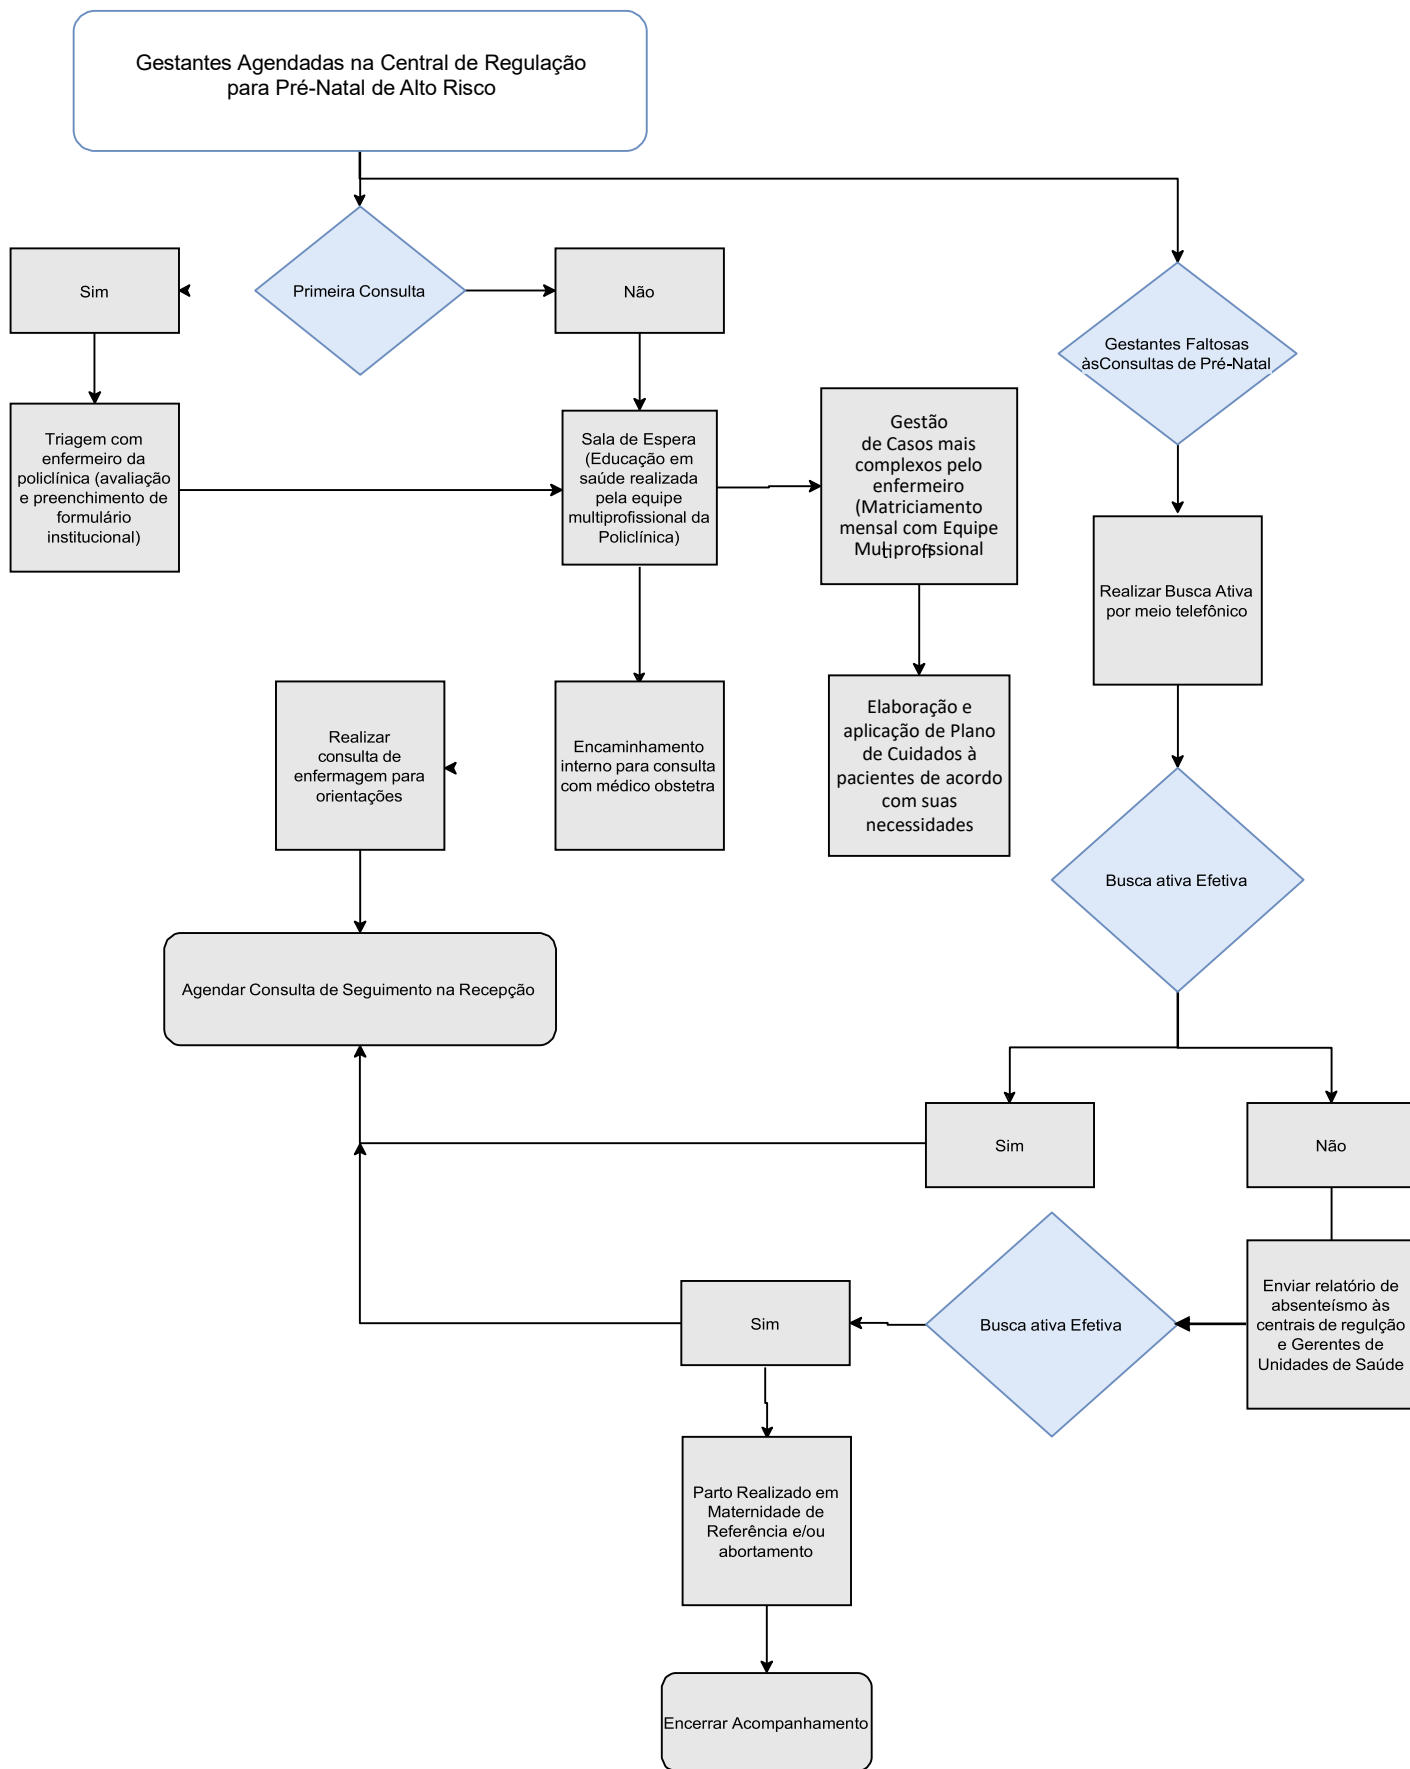 Gestantes Agendadas na Central de Regulação
para Pré-Natal de Alto Risco
Sim
Primeira Consulta
Não
Gestantes Faltosas
àsConsultas de Pré-Natal
Triagem com
enfermeiro da
policlínica (avaliação
e preenchimento de
formulário
institucional)
Sala de Espera
(Educação em
saúde realizada
pela equipe
multiprofissional da
Policlínica)
Gestão
de Casos mais
complexos pelo
enfermeiro
(Matriciamento
mensal com Equipe
Multiprofissional
Realizar Busca Ativa
por meio telefônico
Realizar
consulta de
enfermagem para
orientações
Encaminhamento
interno para consulta
com médico obstetra
Elaboração e
aplicação de Plano
de Cuidados à
pacientes de acordo
com suas
necessidades
Busca ativa Efetiva
Agendar Consulta de Seguimento na Recepção
Sim
Não
Sim
Busca ativa Efetiva
Enviar relatório de
absenteísmo às
centrais de regulção
e Gerentes de
Unidades de Saúde
Parto Realizado em
Maternidade de
Referência e/ou
abortamento
Encerrar Acompanhamento